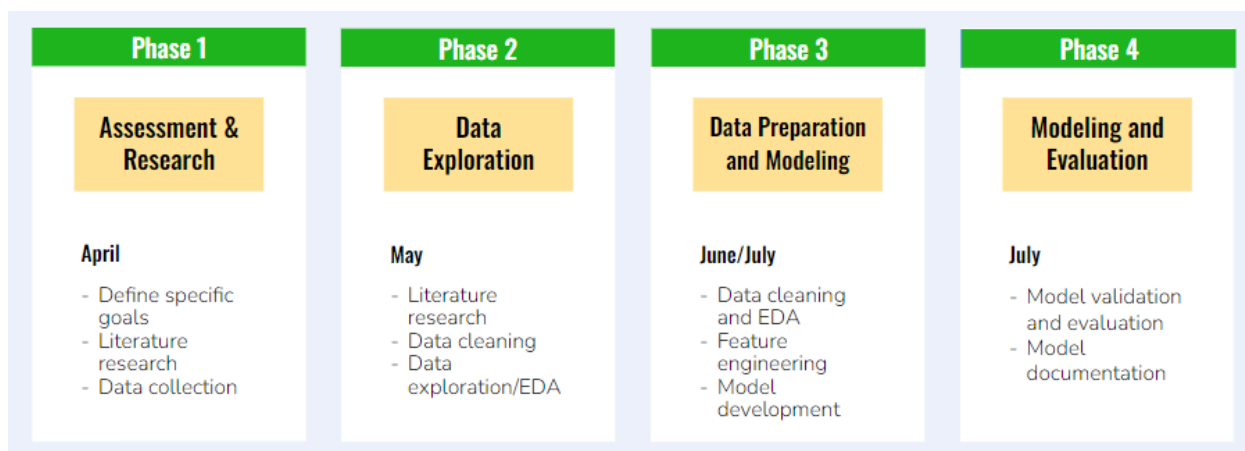 Phase 1
Assessment &
Research
April
- Define specific
goals
- Literature
research
- Data collection
Phase 2
Data
Exploration
May
- Literature
research
- Data cleaning
- Data
exploration/EDA
Phase 3
Data Preparation
and Modeling
June/July
- Data cleaning
and EDA
- Feature
engineering
- Model
development
Phase 4
Modeling and
Evaluation
July
- Model validation
and evaluation
- Model
documentation